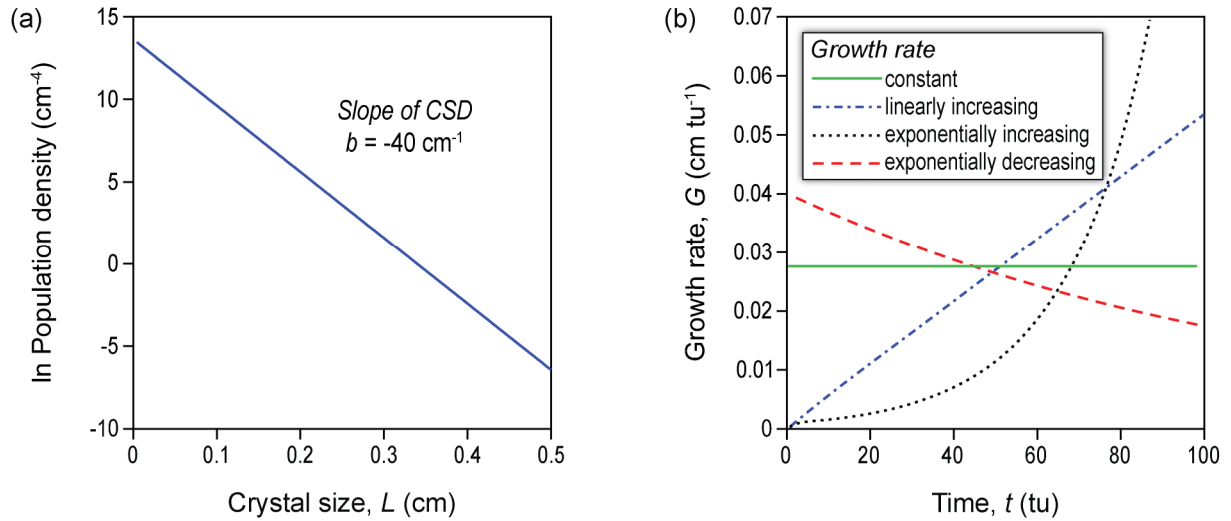 (a)
15
10
5
0
-5
-10
ln Population density (cm⁻⁴)
Slope of CSD
b = -40 cm⁻¹
0
0.1
0.2
0.3
0.4
0.5
Crystal size, L (cm)
(b)
0.07
0.06
0.05
0.04
0.03
0.02
0.01
0
Growth rate, G (cm tu⁻¹)
Growth rate
constant
linearly increasing
exponentially increasing
exponentially decreasing
0
20
40
60
80
100
Time, t (tu)